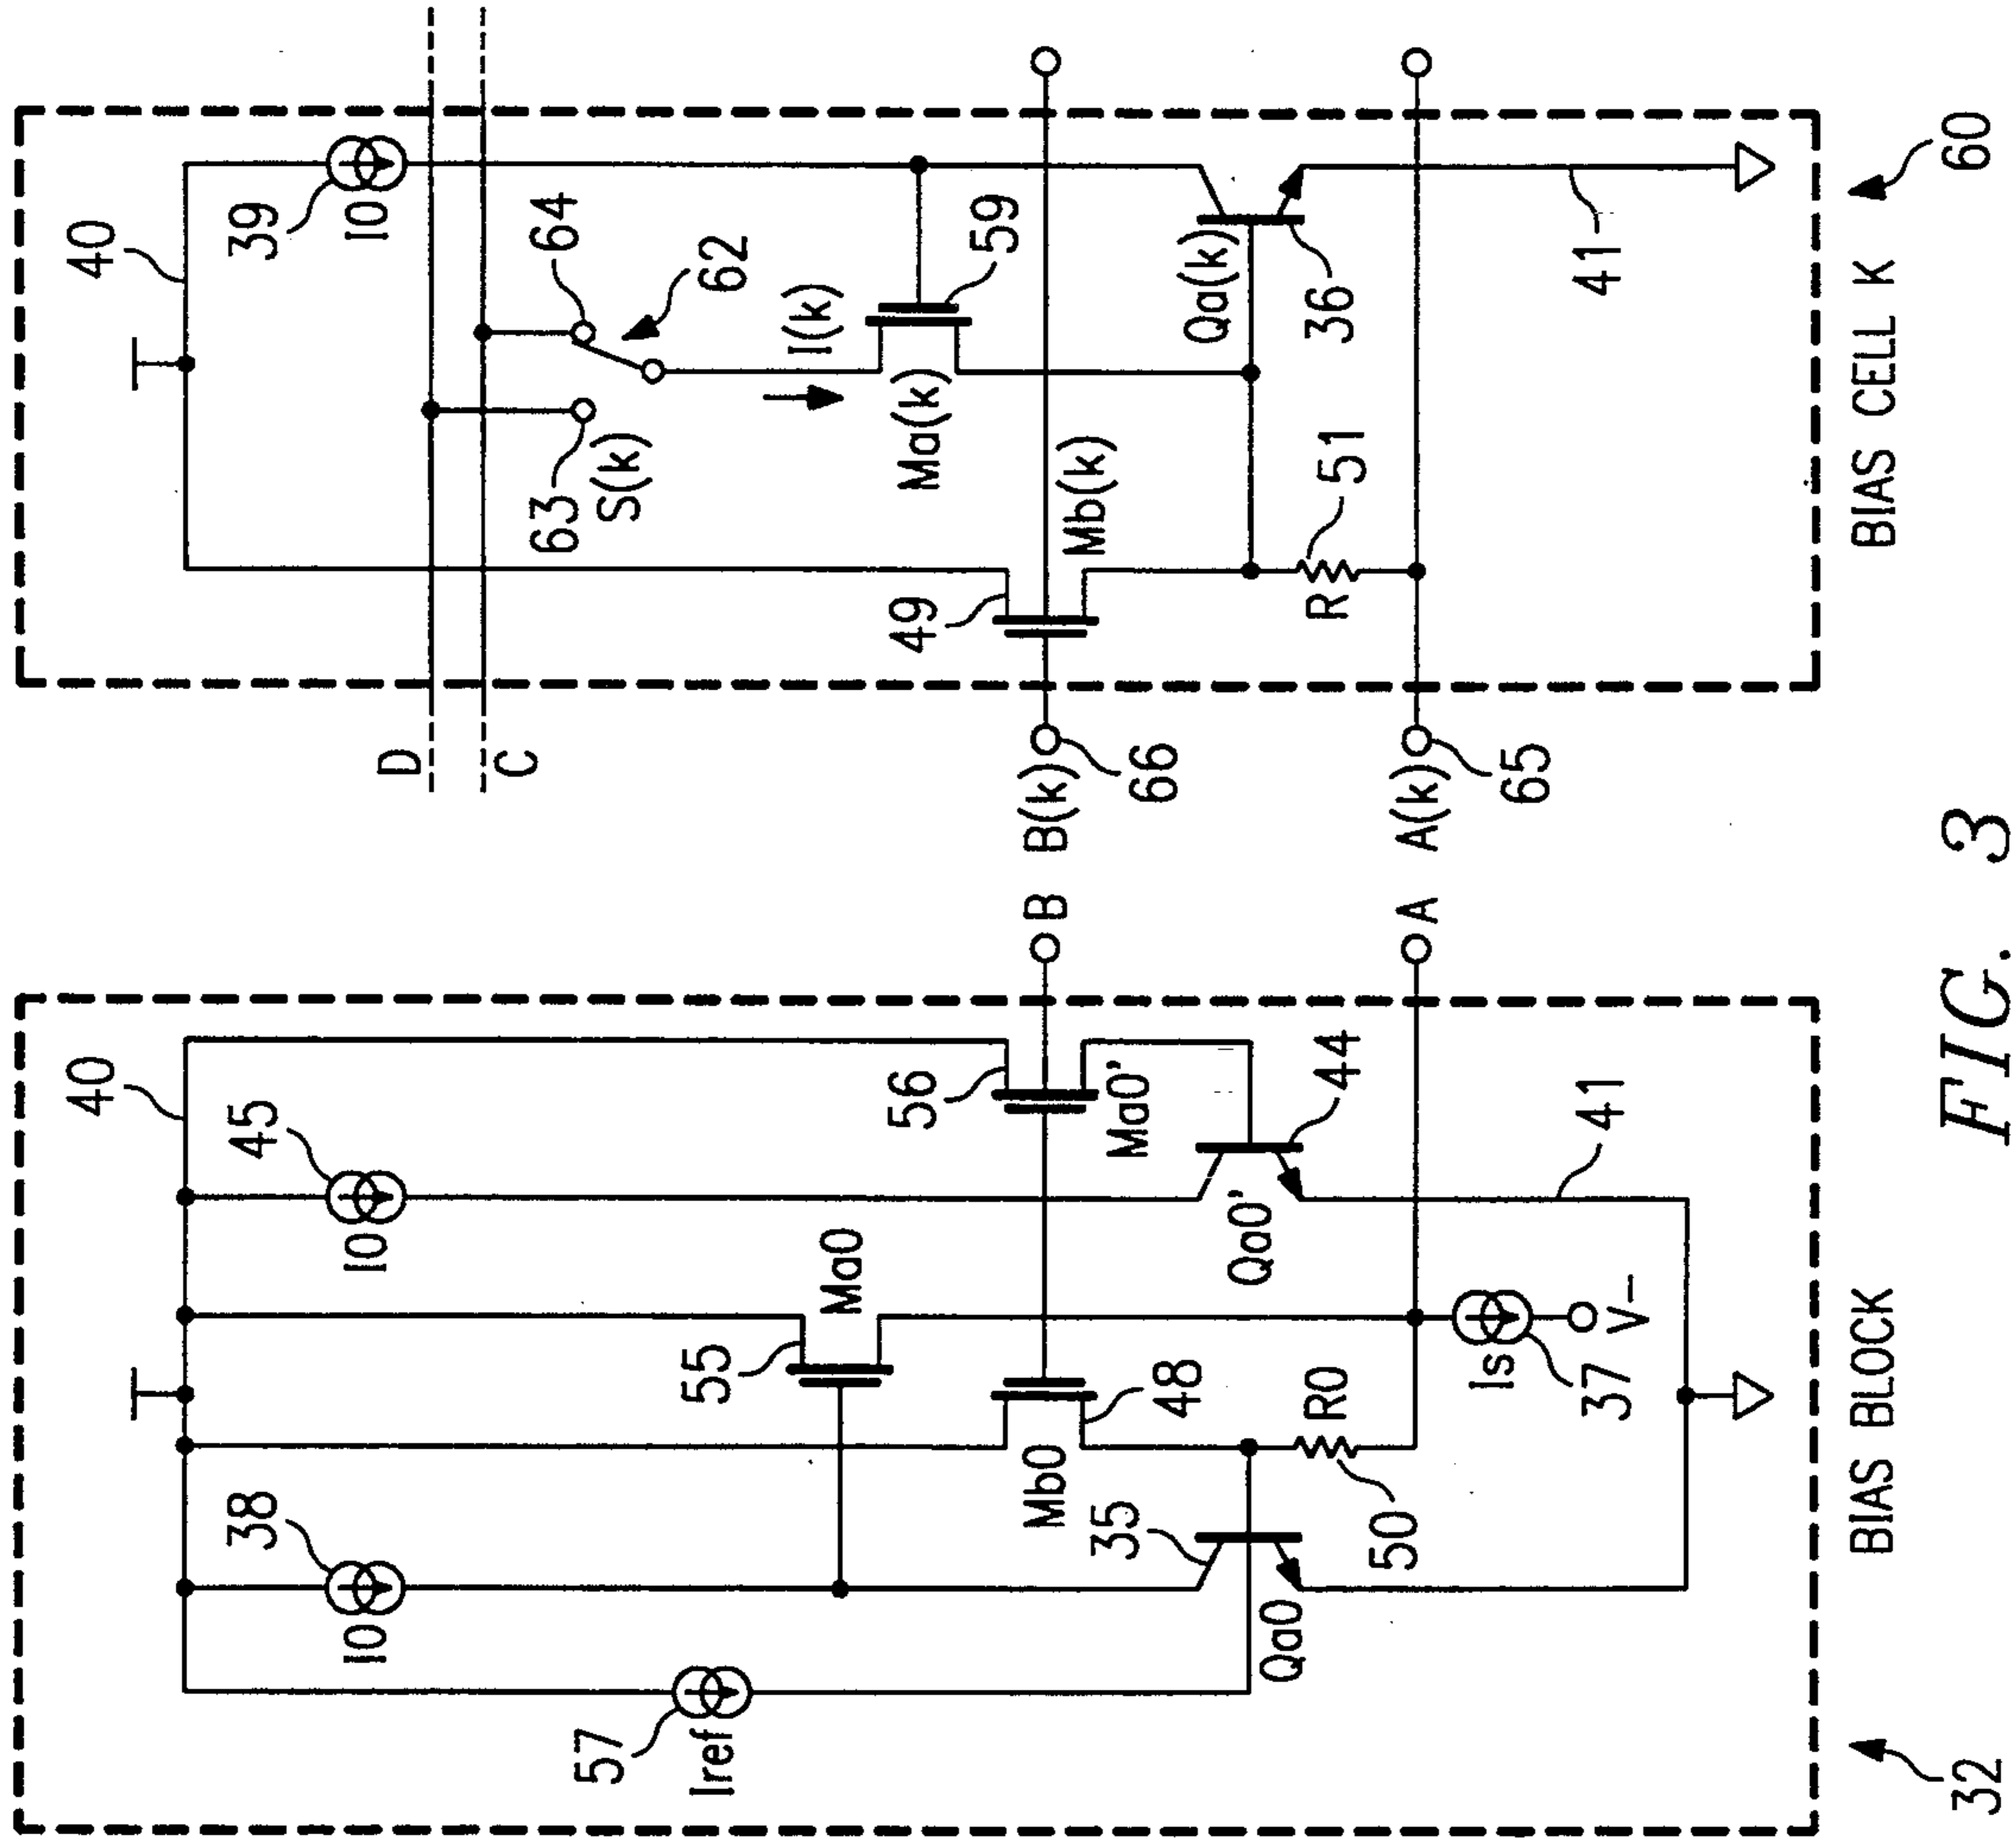 40
57
Iref
38
I0
45
I0
55
Ma0
56
Ma0'
Mb0
48
35
Qa0
50
R0
Is
37
V-
Qa0'
44
41
B
A
BIAS BLOCK
32
D
C
40
39
I0
63
S(k)
64
62
I(k)
Ma(k)
59
49
Mb(k)
Qa(k)
36
R
51
41
B(k)
66
A(k)
65
BIAS CELL K
60
FIG. 3